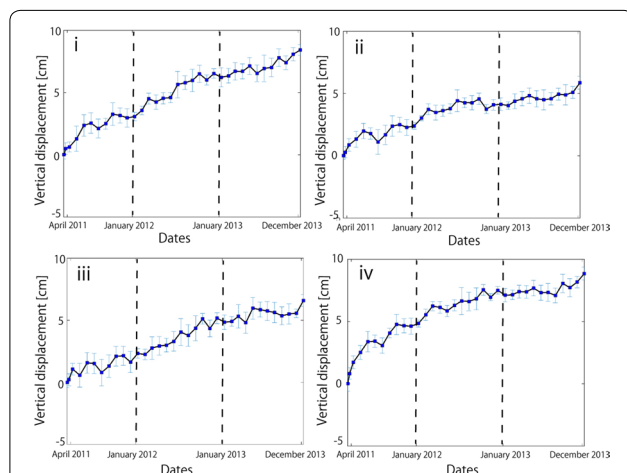 i
Vertical displacement [cm]
10
5
0
-5
April 2011 January 2012 January 2013 December 2013
Dates
ii
Vertical displacement [cm]
10
5
0
-5
April 2011 January 2012 January 2013 December 2013
Dates
iii
Vertical displacement [cm]
10
5
0
-5
April 2011 January 2012 January 2013 December 2013
Dates
iv
Vertical displacement [cm]
10
5
0
-5
April 2011 January 2012 January 2013 December 2013
Dates